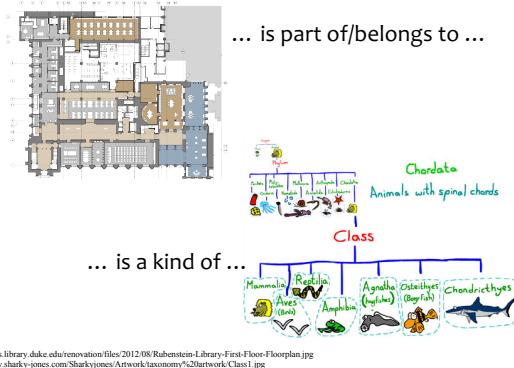 ... is part of/belongs to ...
Phylum
Chordata
Animals with spinal chords
Class
... is a kind of ...
Mammalia
Reptilia
Aves
(Birds)
Amphibia
Agnatha
(hagfishes)
Osteithyes
(Bony Fish)
Chondricthyes
s.library.duke.edu/renovation/files/2012/08/Rubenstein-Library-First-Floor-Floorplan.jpg
y.sharky-jones.com/Sharkyjones/Artwork/taxonomy%20artwork/Class1.jpg